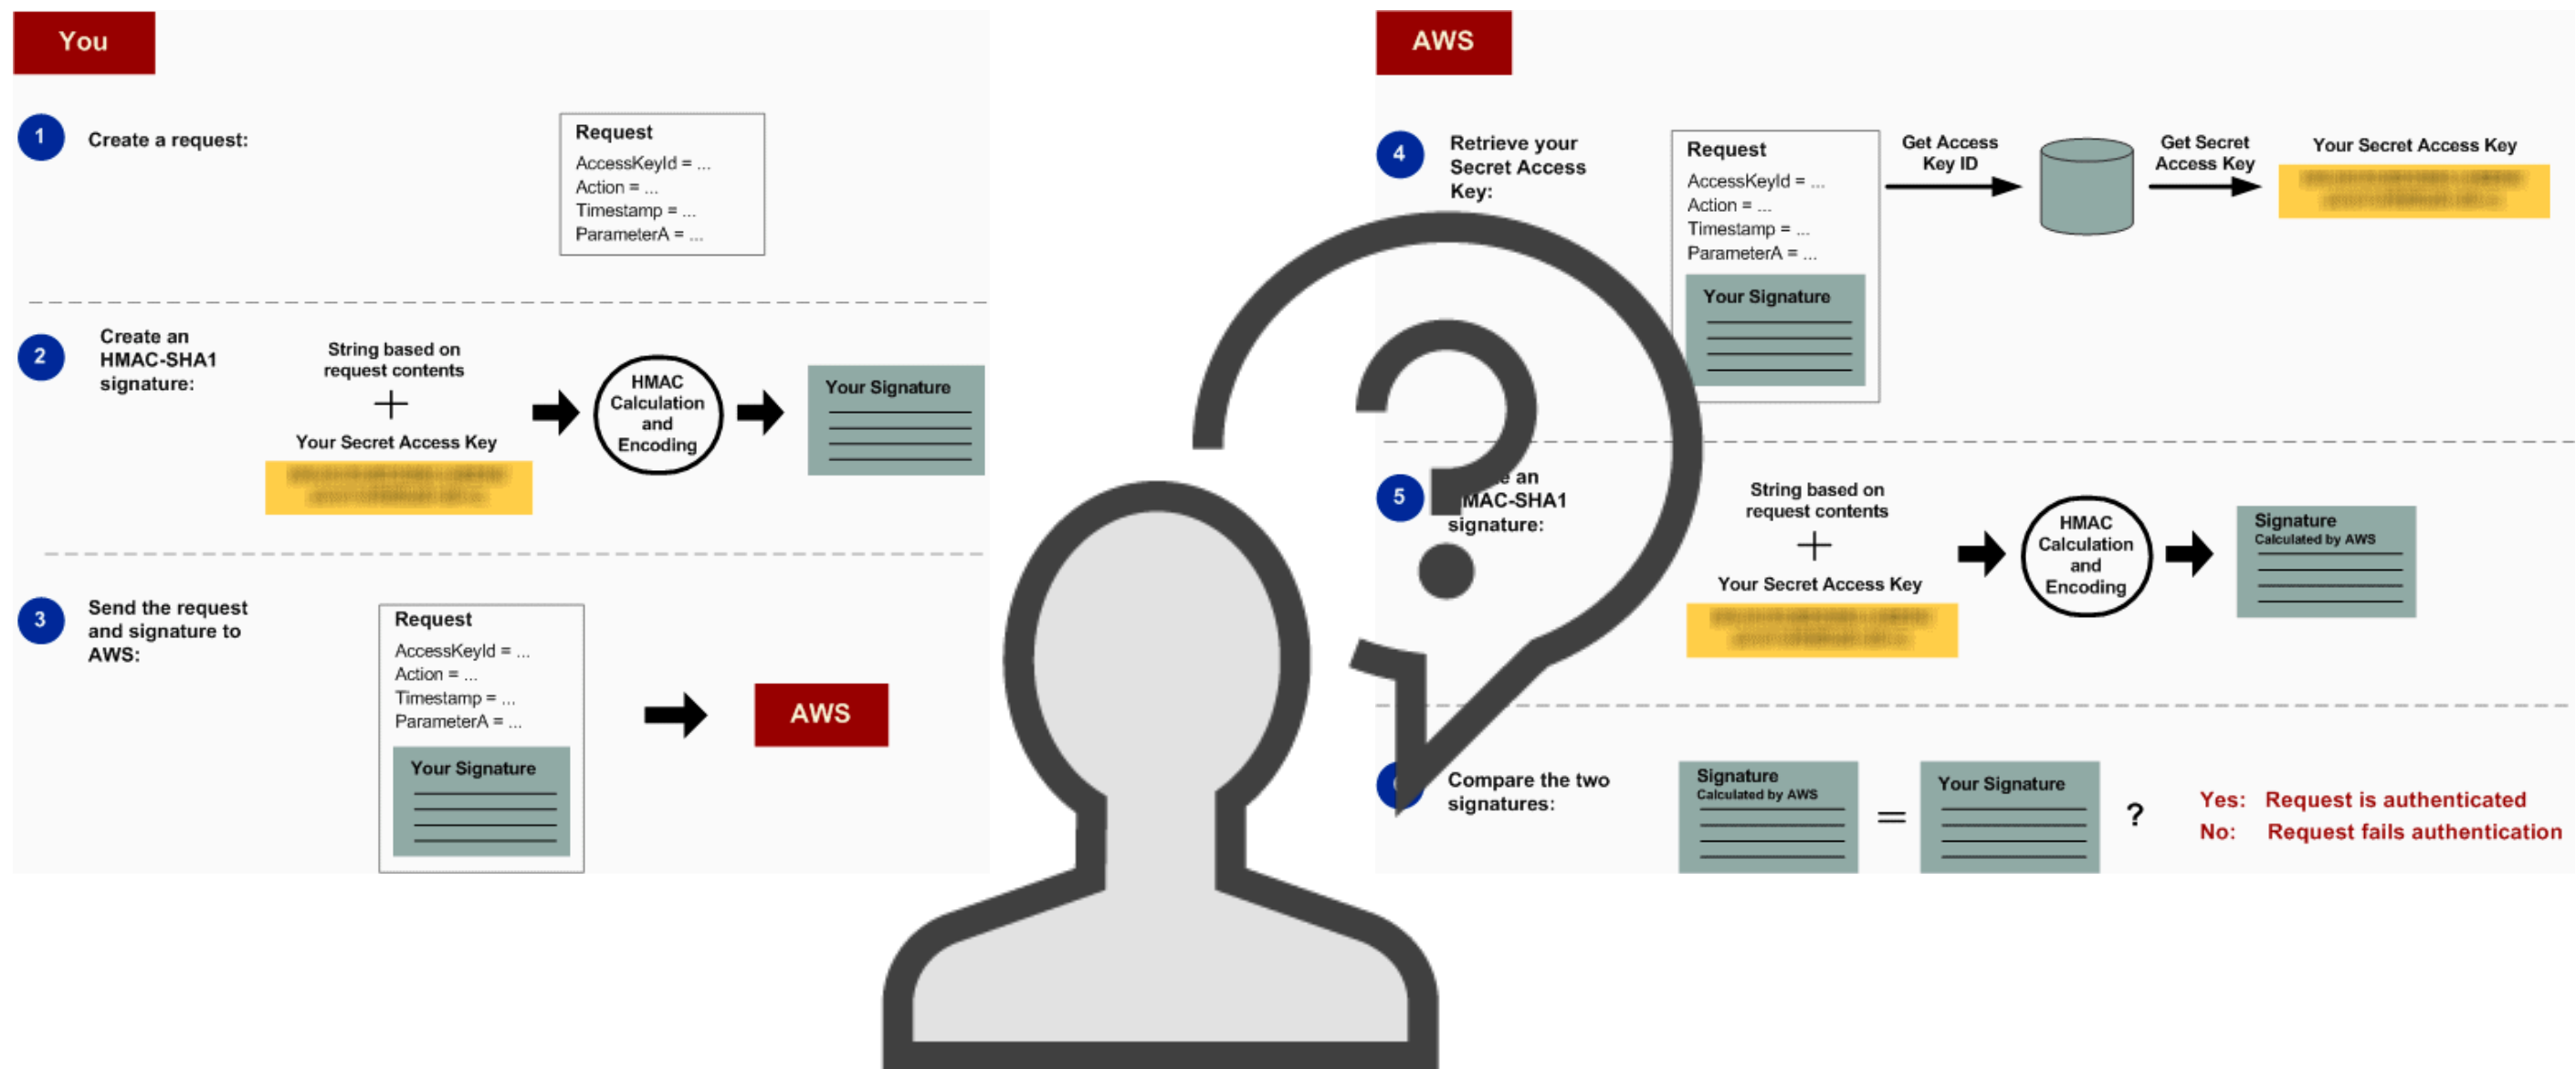 You
1
Create a request:
Request
AccessKeyId = ...
Action = ...
Timestamp = ...
ParameterA = ...
2
Create an
HMAC-SHA1
signature:
String based on
request contents
+
Your Secret Access Key
HMAC
Calculation
and
Encoding
Your Signature
3
Send the request
and signature to
AWS:
Request
AccessKeyId = ...
Action = ...
Timestamp = ...
ParameterA = ...
Your Signature
AWS
?
AWS
4
Retrieve your
Secret Access
Key:
Request
AccessKeyId = ...
Action = ...
Timestamp = ...
ParameterA = ...
Your Signature
Get Access
Key ID
Get Secret
Access Key
Your Secret Access Key
5
an
MAC-SHA1
signature:
String based on
request contents
+
Your Secret Access Key
HMAC
Calculation
and
Encoding
Signature
Calculated by AWS
Compare the two
signatures:
Signature
Calculated by AWS
=
Your Signature
?
Yes: Request is authenticated
No: Request fails authentication